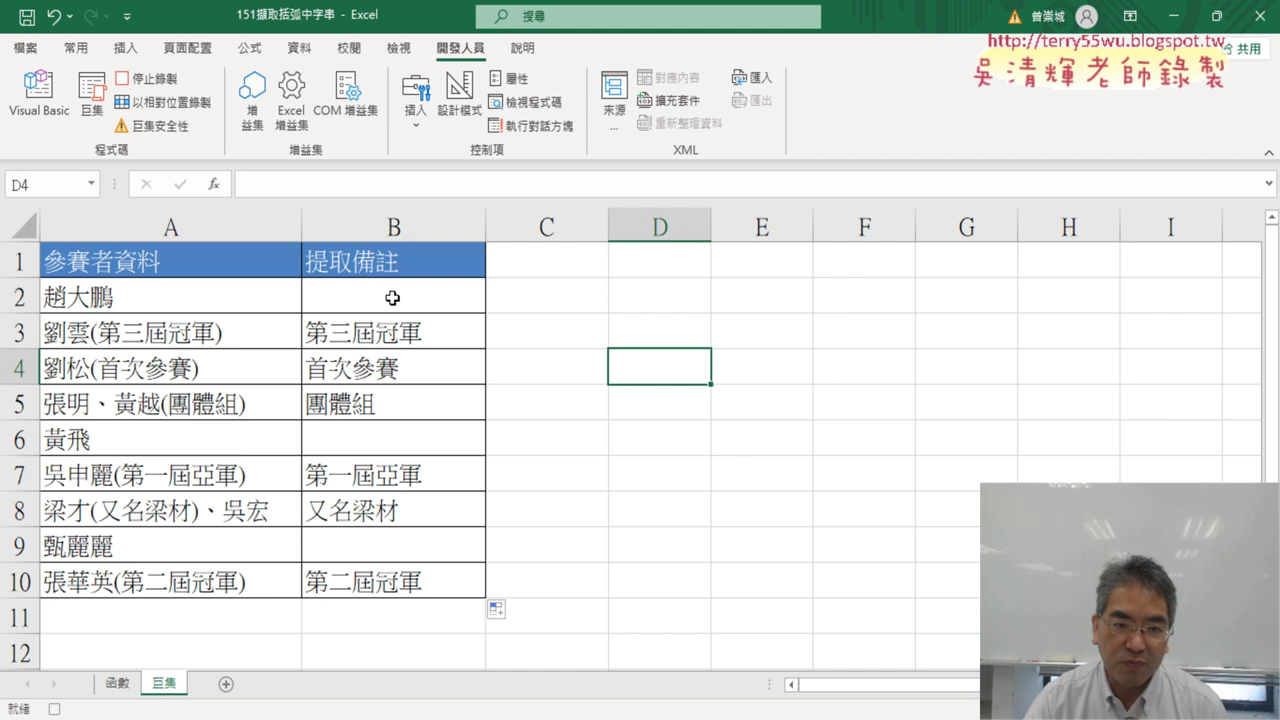 151擷取括弧中字串 - Excel
搜尋
曾崇城
http://terry55wu.blogspot.tw
吳清輝老師錄製
共用
檔案 常用 插入 頁面配置 公式 資料 校閱 檢視 開發人員 說明
Visual Basic
巨集
停止錄製
以相對位置錄製
巨集安全性
程式碼
增益集
Excel 增益集
COM 增益集
增益集
插入
設計模式
屬性
檢視程式碼
執行對話方塊
控制項
來源
...
對應內容
擴充套件
重新整理資料
匯入
匯出
XML
D4
fx
A B C D E F G H I
1 參賽者資料 提取備註
2 趙大鵬
3 劉雲(第三屆冠軍) 第三屆冠軍
4 劉松(首次參賽) 首次參賽
5 張明、黃越(團體組) 團體組
6 黃飛
7 吳申麗(第一屆亞軍) 第一屆亞軍
8 梁才(又名梁材)、吳宏 又名梁材
9 甄麗麗
10 張華英(第二屆冠軍) 第二屆冠軍
11
12
函數 巨集
就緒